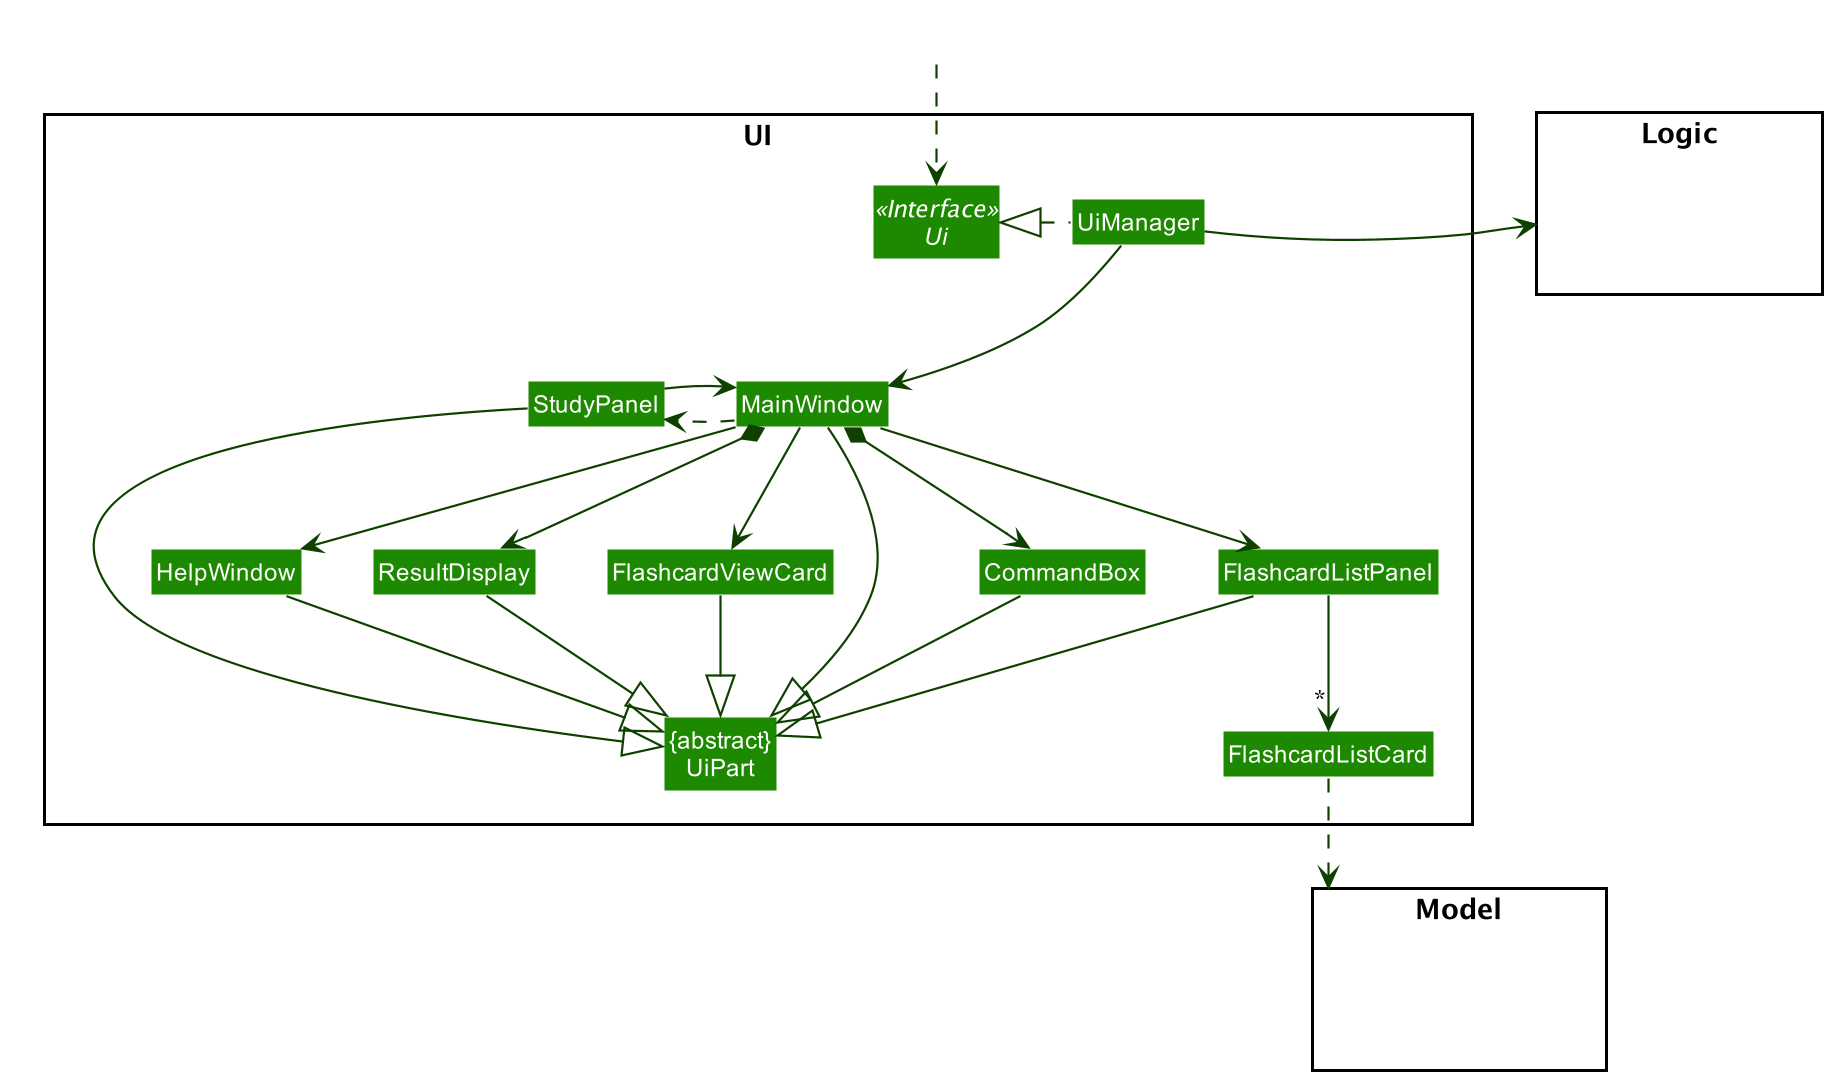 UI
Logic
«Interface»
Ui
UiManager
StudyPanel
MainWindow
HelpWindow
ResultDisplay
FlashcardViewCard
CommandBox
FlashcardListPanel
*
{abstract}
UiPart
FlashcardListCard
Model